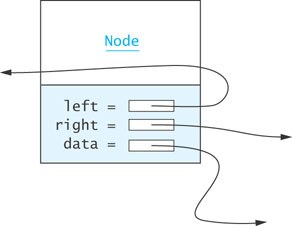 Node
left =
right =
data =